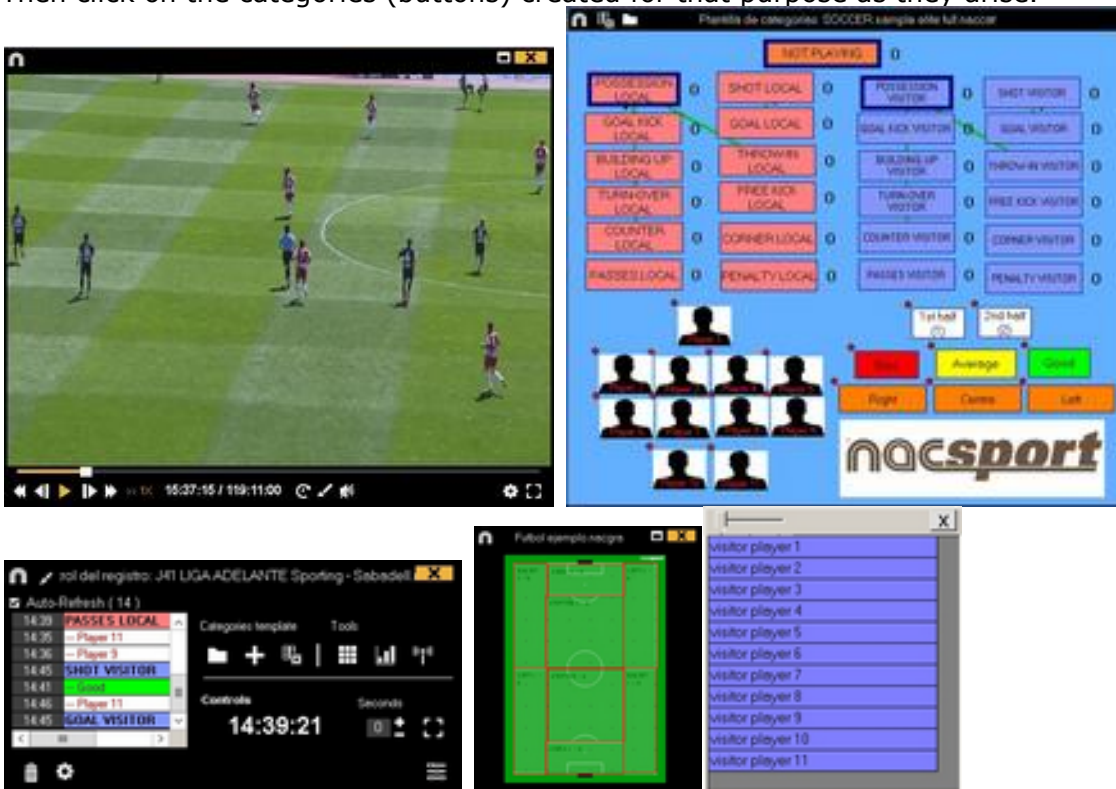 Then click on the categories (buttons) created for that purpose as they arise.
Plantilla de categorías: SOCCER sample elite full.naccor
NOT PLAYING 0
POSSESSION LOCAL 0 SHOT LOCAL 0 POSSESSION VISITOR 0 SHOT VISITOR 0
GOAL KICK LOCAL 0 GOAL LOCAL 0 GOAL KICK VISITOR 0 GOAL VISITOR 0
BUILDING UP LOCAL 0 THROW-IN LOCAL 0 BUILDING UP VISITOR 0 THROW-IN VISITOR 0
TURN-OVER LOCAL 0 FREE KICK LOCAL 0 TURN-OVER VISITOR 0 FREE KICK VISITOR 0
COUNTER LOCAL 0 CORNER LOCAL 0 COUNTER VISITOR 0 CORNER VISITOR 0
PASSES LOCAL 0 PENALTY LOCAL 0 PASSES VISITOR 0 PENALTY VISITOR 0
1st half (1) 2nd half (2)
Average Good
Right Centre Left
nacsport
1X 15:37:15 / 119:11:00
rol del registro: J41 LIGA ADELANTE Sporting - Sabadell
Auto-Refresh ( 14 )
14:39 PASSES LOCAL
14:35 -- Player 11
14:36 -- Player 9
14:45 SHOT VISITOR
14:41 -- Good
14:46 -- Player 11
14:45 GOAL VISITOR
Categories template Tools
Controls Seconds
14:39:21 0
Futbol ejemplo.nacgra
X
visitor player 1
visitor player 2
visitor player 3
visitor player 4
visitor player 5
visitor player 6
visitor player 7
visitor player 8
visitor player 9
visitor player 10
visitor player 11